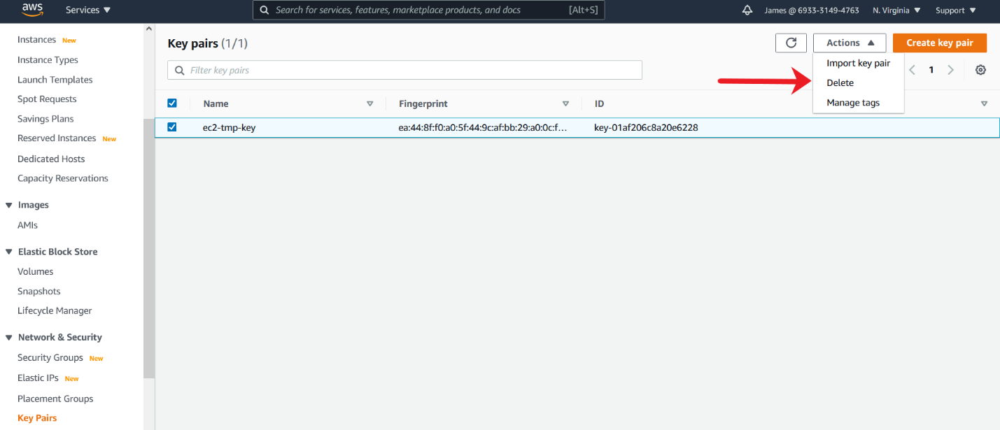 aws Services Search for services, features, marketplace products, and docs [Alt+S] James @ 6933-3149-4763 N. Virginia Support
Instances New
Instance Types
Launch Templates
Spot Requests
Savings Plans
Reserved Instances New
Dedicated Hosts
Capacity Reservations
Images
AMIs
Elastic Block Store
Volumes
Snapshots
Lifecycle Manager
Network & Security
Security Groups New
Elastic IPs New
Placement Groups
Key Pairs
Key pairs (1/1)
Actions
Create key pair
Filter key pairs
Import key pair
Delete
Manage tags
1
Name Fingerprint ID
ec2-tmp-key ea:44:8f:f0:a0:5f:44:9c:af:bb:29:a0:0c:f... key-01af206c8a20e6228